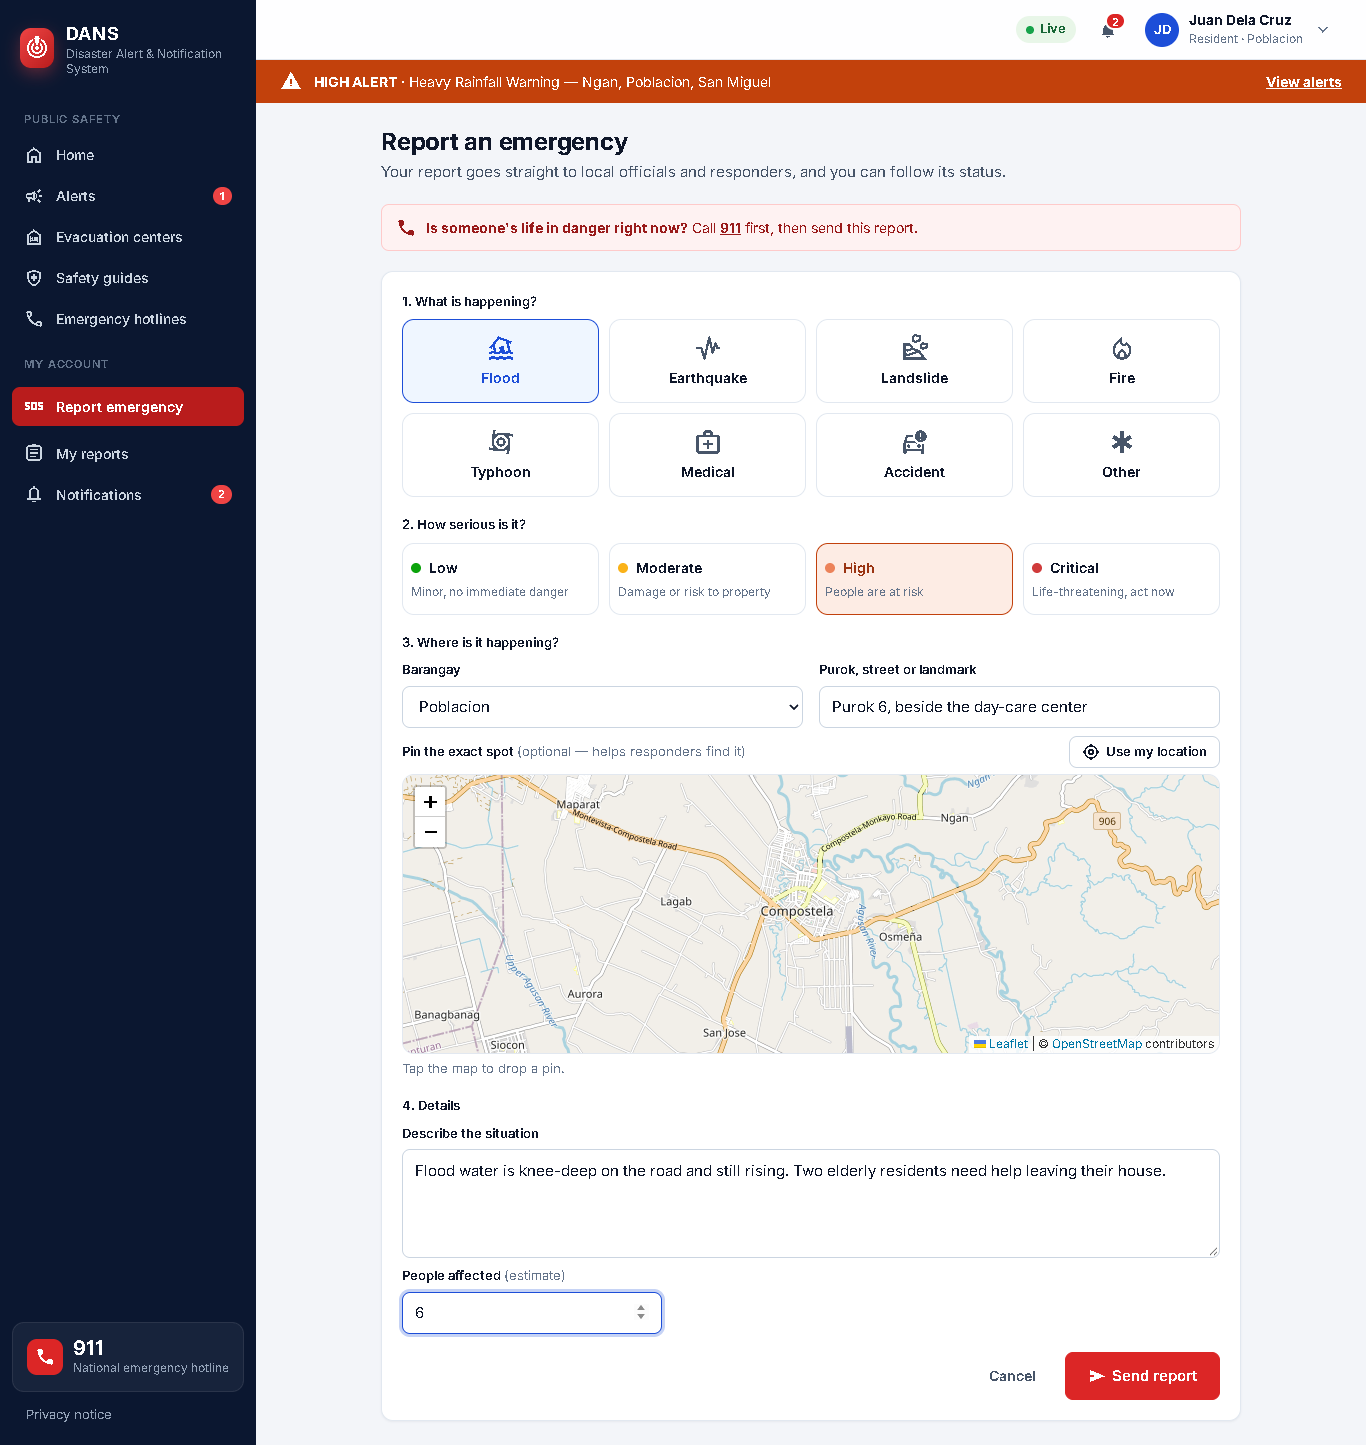 DANS
Disaster Alert & Notification
System
PUBLIC SAFETY
Home
Alerts
1
Evacuation centers
Safety guides
Emergency hotlines
MY ACCOUNT
SOS
Report emergency
My reports
Notifications
2
911
National emergency hotline
Privacy notice
Live
2
JD
Juan Dela Cruz
Resident · Poblacion
HIGH ALERT · Heavy Rainfall Warning — Ngan, Poblacion, San Miguel
View alerts
Report an emergency
Your report goes straight to local officials and responders, and you can follow its status.
Is someone's life in danger right now? Call 911 first, then send this report.
1. What is happening?
Flood
Earthquake
Landslide
Fire
Typhoon
Medical
Accident
Other
2. How serious is it?
Low
Minor, no immediate danger
Moderate
Damage or risk to property
High
People are at risk
Critical
Life-threatening, act now
3. Where is it happening?
Barangay
Purok, street or landmark
Poblacion
Purok 6, beside the day-care center
Pin the exact spot (optional — helps responders find it)
Use my location
+
−
Maparat
Montevista-Compostela Road
Compostela-Monkayo Road
Ngan
Ngan
906
Lagab
Compostela
Agusan River
Osmeña
Upper Agusan River
Aurora
Banagbanag
San Jose
Siocon
nturan
Leaflet | © OpenStreetMap contributors
Tap the map to drop a pin.
4. Details
Describe the situation
Flood water is knee-deep on the road and still rising. Two elderly residents need help leaving their house.
People affected (estimate)
6
Cancel
Send report